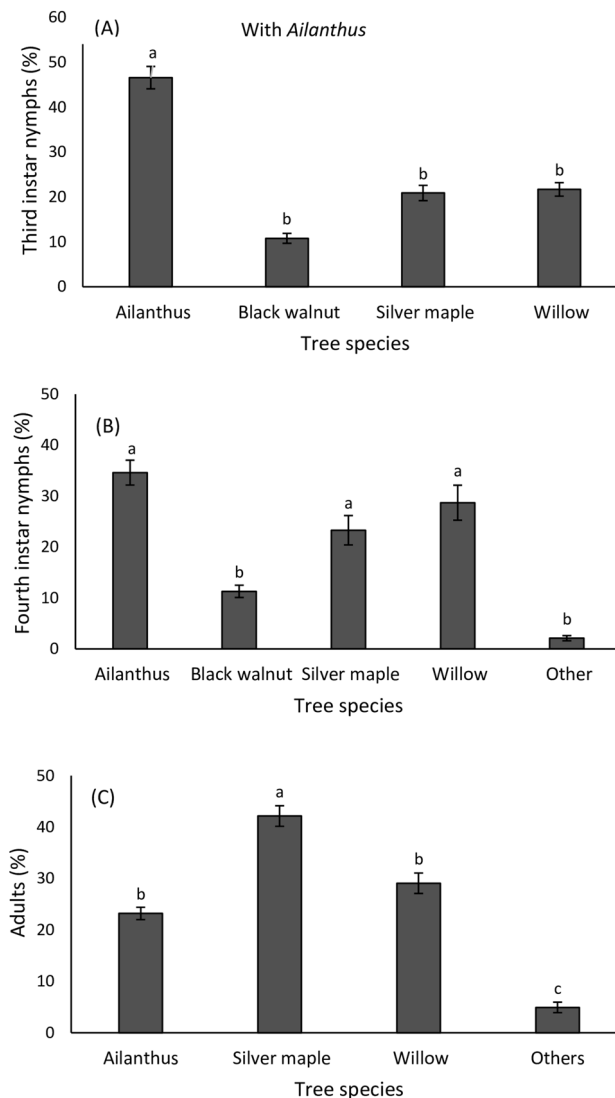 (A)
With Ailanthus
Third instar nymphs (%)
60
50
40
30
20
10
0
a
b
b
b
Ailanthus Black walnut Silver maple Willow
Tree species
(B)
Fourth instar nymphs (%)
50
40
30
20
10
0
a
b
a
a
b
Ailanthus Black walnut Silver maple Willow Other
Tree species
(C)
Adults (%)
50
40
30
20
10
0
b
a
b
c
Ailanthus Silver maple Willow Others
Tree species